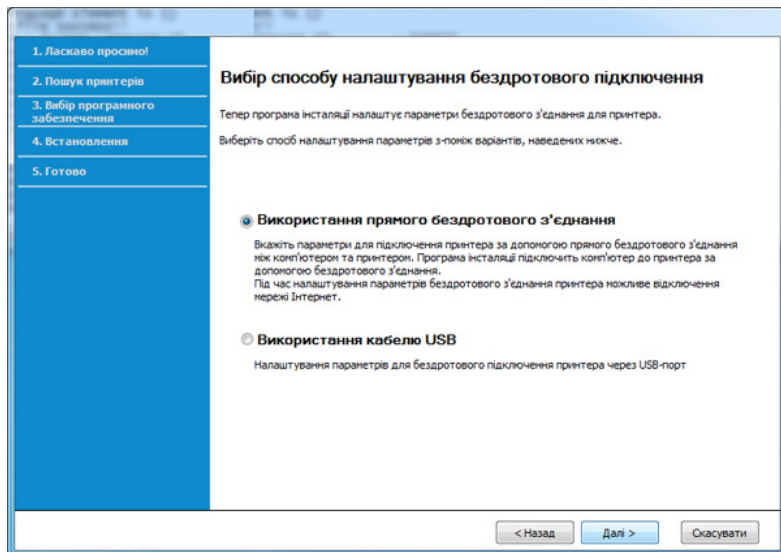 1. Ласкаво просимо!
2. Пошук принтерів
3. Вибір програмного
забезпечення
4. Встановлення
5. Готово
Вибір способу налаштування бездротового підключення
Тепер програма інсталяції налаштує параметри бездротового з'єднання для принтера.
Виберіть спосіб налаштування параметрів з-поміж варіантів, наведених нижче.
Використання прямого бездротового з'єднання
Вкажіть параметри для підключення принтера за допомогою прямого бездротового з'єднання
між комп'ютером та принтером. Програма інсталяції підключить комп'ютер до принтера за
допомогою бездротового з'єднання.
Під час налаштування параметрів бездротового з'єднання принтера можливе відключення
мережі Інтернет.
Використання кабелю USB
Налаштування параметрів для бездротового підключення принтера через USB-порт
< Назад
Далі >
Скасувати